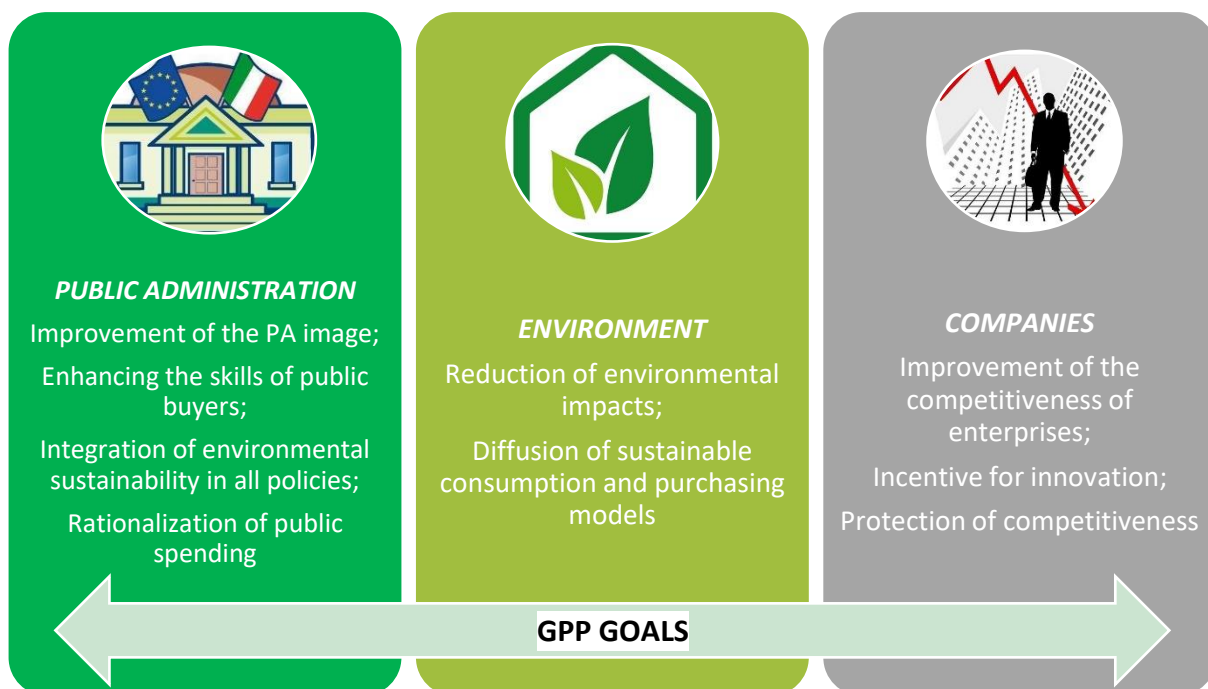 PUBLIC ADMINISTRATION
Improvement of the PA image;
Enhancing the skills of public
buyers;
Integration of environmental
sustainability in all policies;
Rationalization of public
spending
ENVIRONMENT
Reduction of environmental
impacts;
Diffusion of sustainable
consumption and purchasing
models
COMPANIES
Improvement of the
competitiveness of
enterprises;
Incentive for innovation;
Protection of competitiveness
GPP GOALS